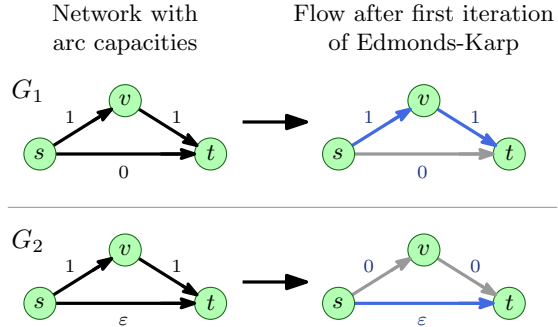 Network with
arc capacities
Flow after first iteration
of Edmonds-Karp
G₁
v
1
1
s
t
0
v
1
1
s
t
0
G₂
v
1
1
s
t
ε
v
0
0
s
t
ε